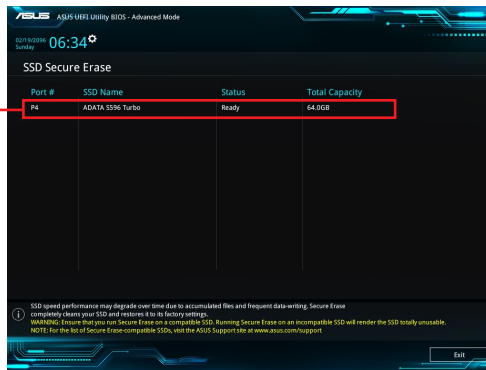 ASUS ASUS UEFI Utility BIOS - Advanced Mode
02/19/2096
Sunday 06:34
SSD Secure Erase
Port # SSD Name Status Total Capacity
P4 ADATA S596 Turbo Ready 64.0GB
SSD speed performance may degrade over time due to accumulated files and frequent data-writing. Secure Erase
completely cleans your SSD and restores it to its factory settings.
WARNING: Ensure that you run Secure Erase on a compatible SSD. Running Secure Erase on an incompatible SSD will render the SSD totally unusable.
NOTE: For the list of Secure Erase-compatible SSDs, visit the ASUS Support site at www.asus.com/support
Exit